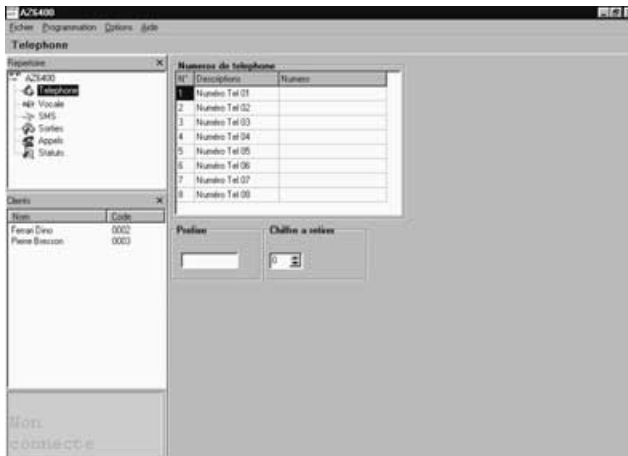 AZ6400
Fichier Programmation Options Aide
Telephone
Repertoire
AZ6400
Telephone
Vocale
SMS
Sorties
Appels
Statuts
Numeros de telephone
N° Descriptions Numero
1 Numéro Tel 01
2 Numéro Tel 02
3 Numéro Tel 03
4 Numéro Tel 04
5 Numéro Tel 05
6 Numéro Tel 06
7 Numéro Tel 07
8 Numéro Tel 08
Clients
Nom Code
Ferrari Dino 0002
Pierre Bresson 0003
Prefixe
Chiffre a retirer
0
Non
connecte